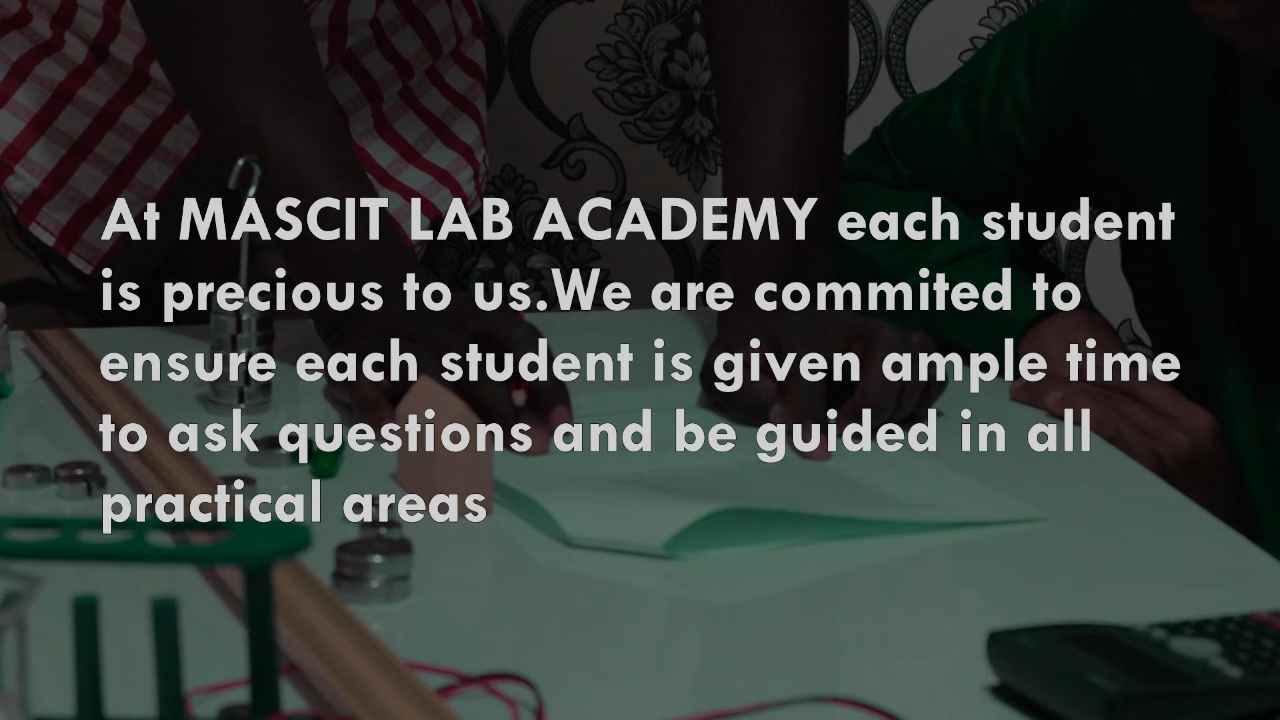 At MASCIT LAB ACADEMY each student
is precious to us.We are commited to
ensure each student is given ample time
to ask questions and be guided in all
practical areas